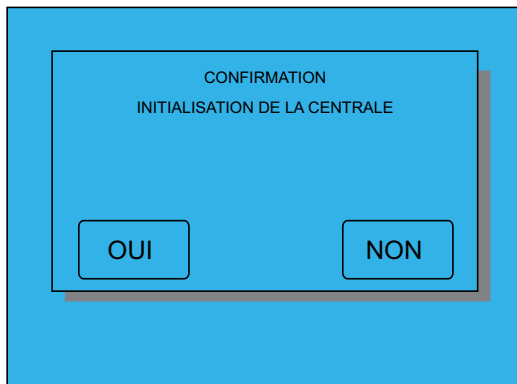 CONFIRMATION
INITIALISATION DE LA CENTRALE
OUI
NON